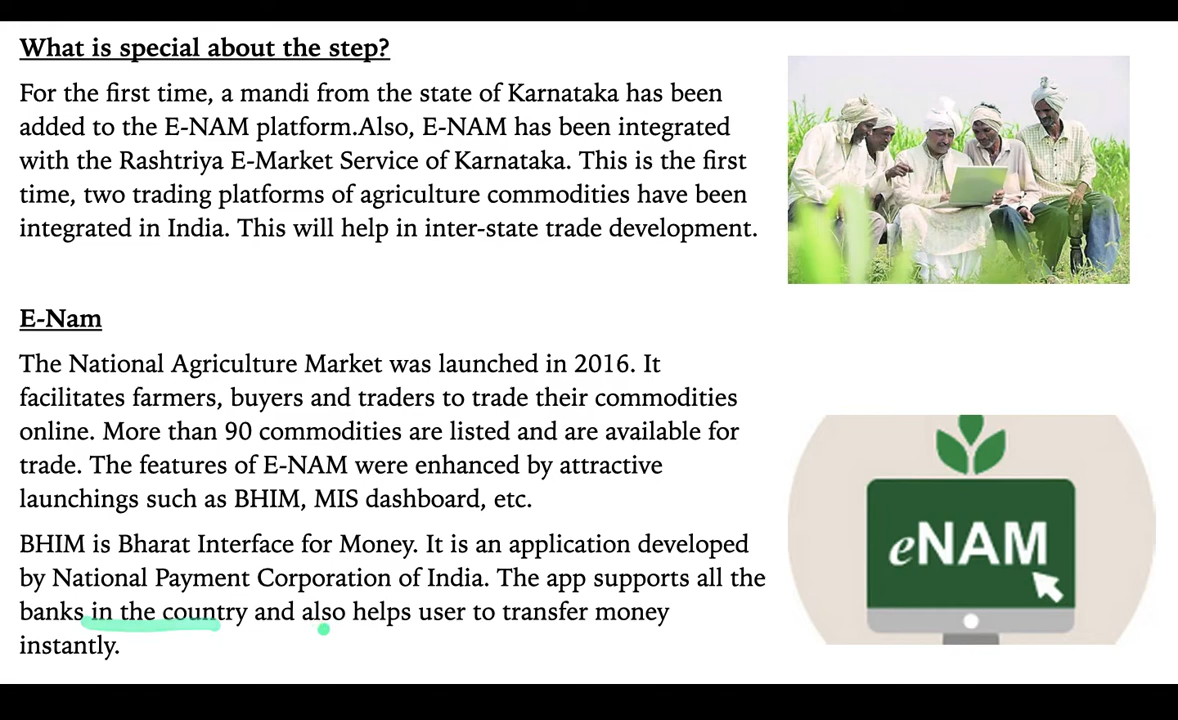 What is special about the step?
For the first time, a mandi from the state of Karnataka has been
added to the E-NAM platform.Also, E-NAM has been integrated
with the Rashtriya E-Market Service of Karnataka. This is the first
time, two trading platforms of agriculture commodities have been
integrated in India. This will help in inter-state trade development.
E-Nam
The National Agriculture Market was launched in 2016. It
facilitates farmers, buyers and traders to trade their commodities
online. More than 90 commodities are listed and are available for
trade. The features of E-NAM were enhanced by attractive
launchings such as BHIM, MIS dashboard, etc.
BHIM is Bharat Interface for Money. It is an application developed
by National Payment Corporation of India. The app supports all the
banks in the country and also helps user to transfer money
instantly.
eNAM